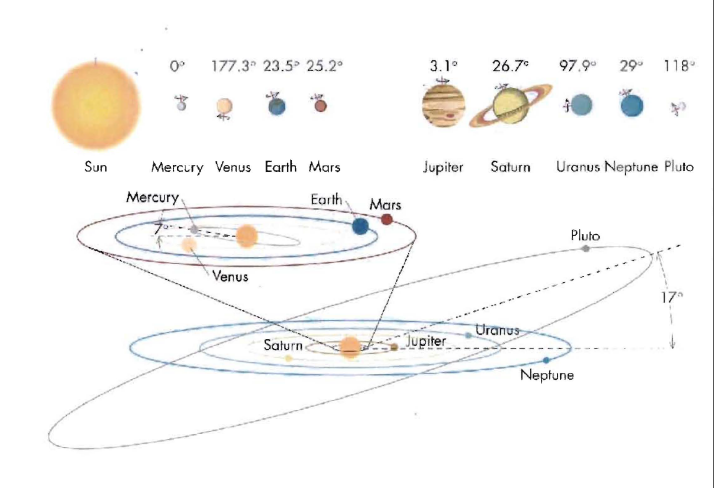 0° 177.3° 23.5° 25.2° 3.1° 26.7° 97.9° 29° 118°
Sun Mercury Venus Earth Mars Jupiter Saturn Uranus Neptune Pluto
Mercury
Earth
Mars
7°
Venus
Pluto
17°
Uranus
Saturn
Jupiter
Neptune